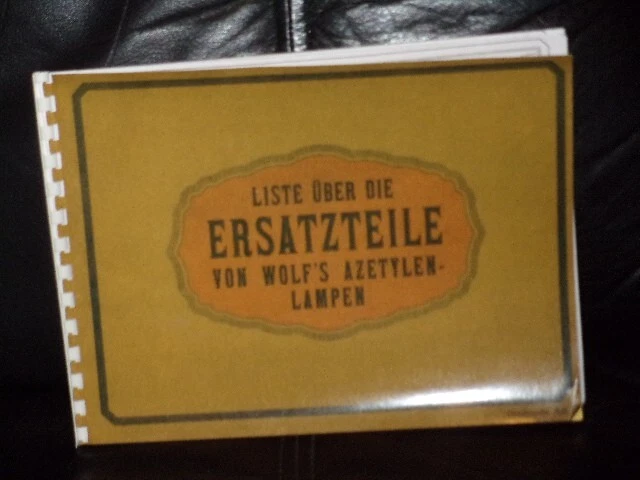 LISTE ÜBER DIE
ERSATZTEILE
VON WOLF'S AZETYLEN-
LAMPEN